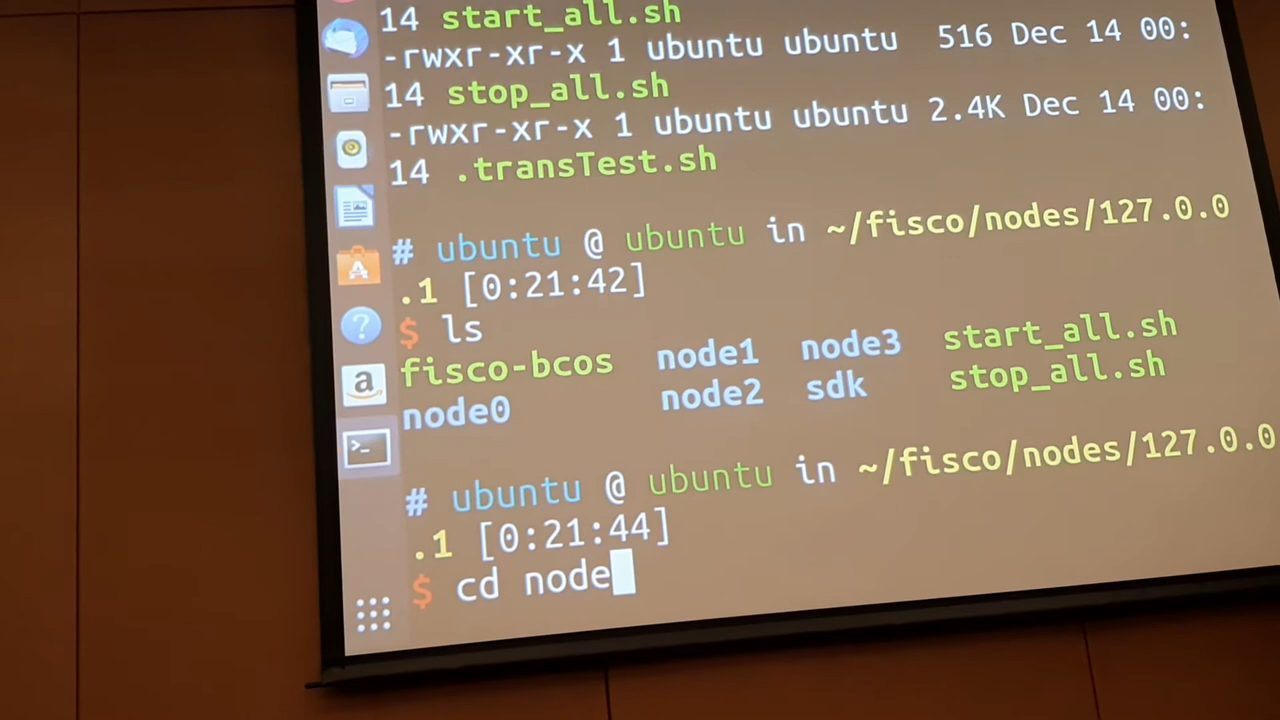 14 start_all.sh
-rwxr-xr-x 1 ubuntu ubuntu 516 Dec 14 00:
14 stop_all.sh
-rwxr-xr-x 1 ubuntu ubuntu 2.4K Dec 14 00:
14 .transTest.sh
# ubuntu @ ubuntu in ~/fisco/nodes/127.0.0
.1 [0:21:42]
$ ls
fisco-bcos node1 node3 start_all.sh
node0 node2 sdk stop_all.sh
# ubuntu @ ubuntu in ~/fisco/nodes/127.0.0
.1 [0:21:44]
$ cd node